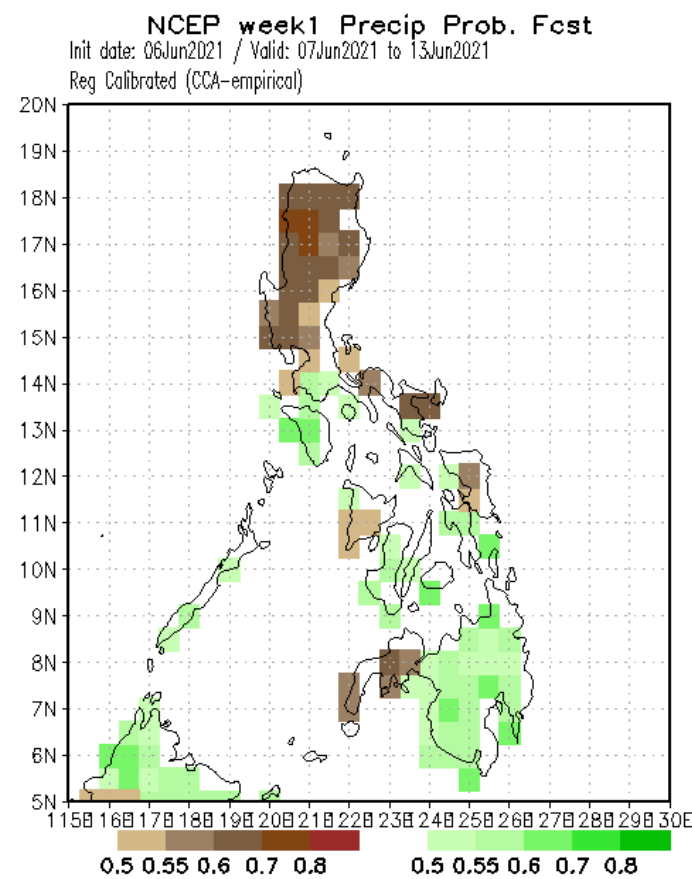 NCEP week1 Precip Prob. Fcst
Init date: 06Jun2021 / Valid: 07Jun2021 to 13Jun2021
Reg Calibrated (CCA-empirical)
20N
19N
18N
17N
16N
15N
14N
13N
12N
11N
10N
9N
8N
7N
6N
5N
115E 116E 117E 118E 119E 120E 121E 122E 123E 124E 125E 126E 127E 128E 129E 130E
0.5 0.55 0.6 0.7 0.8 0.5 0.55 0.6 0.7 0.8